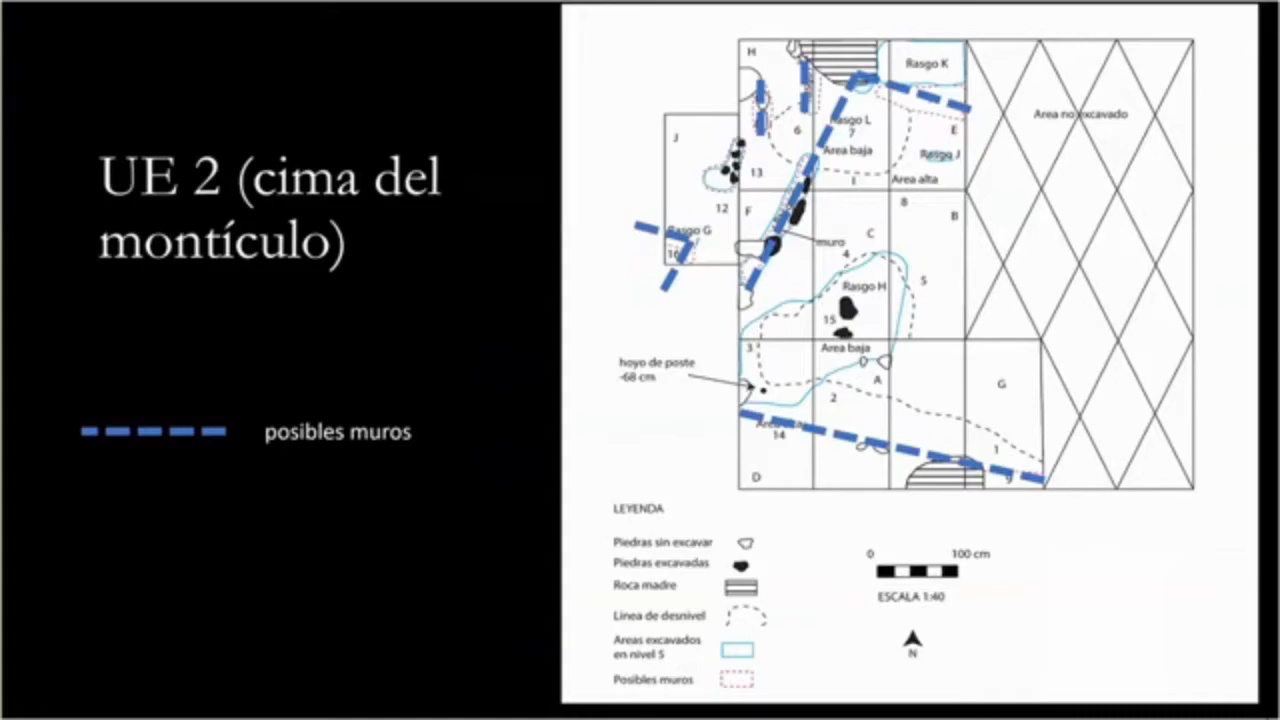 UE 2 (cima del
montículo)
posibles muros
H
Rasgo K
Area no excavado
J
6
Rasgo L
7
E
Area baja
Rasgo J
13
I
Area alta
12
F
8
B
Rasgo G
C
muro
16
4
5
Rasgo H
15
3
Area baja
hoyo de poste
-68 cm
A
G
2
14
1
D
LEYENDA
Piedras sin excavar
Piedras excavadas
Roca madre
Linea de desnivel
Areas excavados
en nivel 5
Posibles muros
0 100 cm
ESCALA 1:40
N